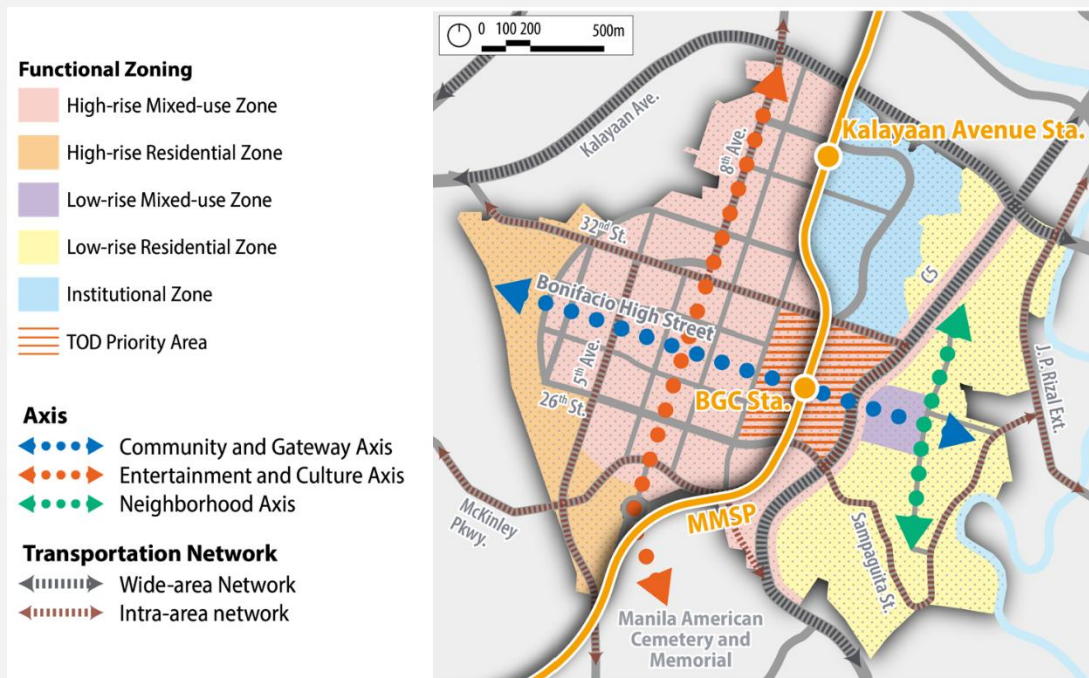 Functional Zoning
High-rise Mixed-use Zone
High-rise Residential Zone
Low-rise Mixed-use Zone
Low-rise Residential Zone
Institutional Zone
TOD Priority Area
Axis
Community and Gateway Axis
Entertainment and Culture Axis
Neighborhood Axis
Transportation Network
Wide-area Network
Intra-area network
0 100 200 500m
Kalayaan Ave.
Kalayaan Avenue Sta.
8th Ave.
32nd St.
C5
Bonifacio High Street
J. P. Rizal Ext.
5th Ave.
26th St.
BGC Sta.
McKinley
Pkwy.
MMSP
Sampaguita St.
Manila American
Cemetery and
Memorial